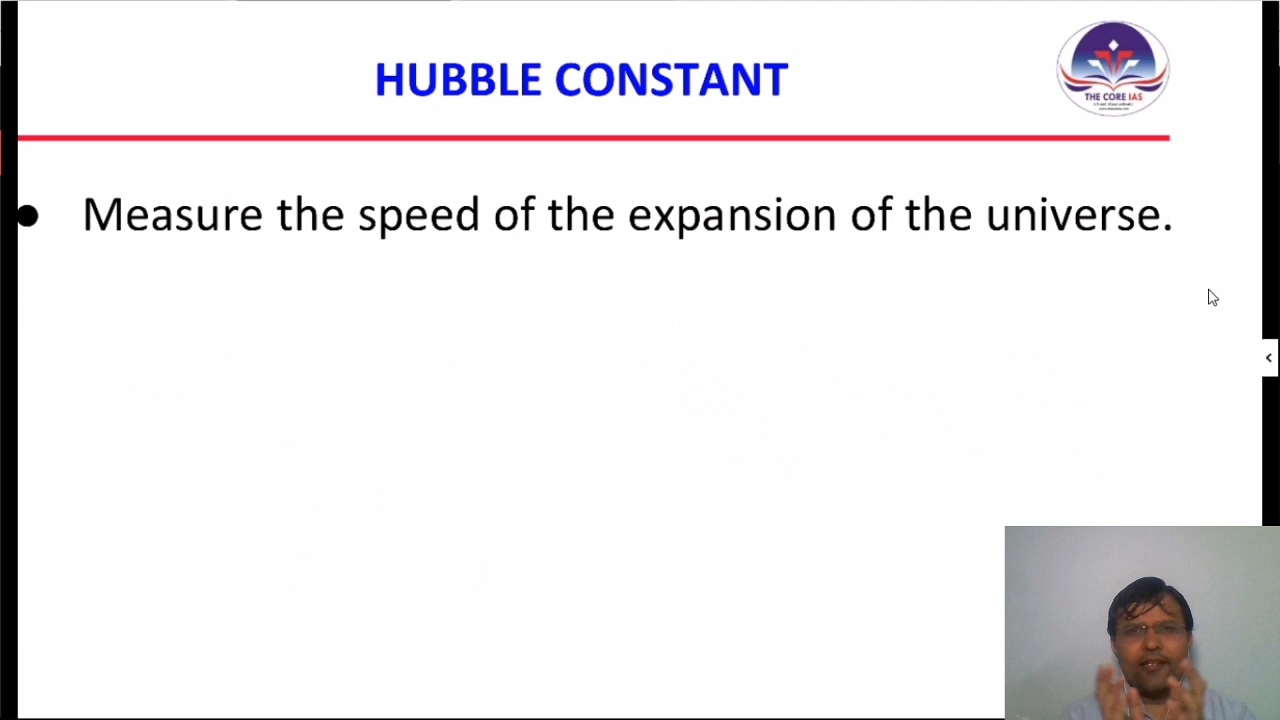 HUBBLE CONSTANT
THE CORE IAS
● Measure the speed of the expansion of the universe.